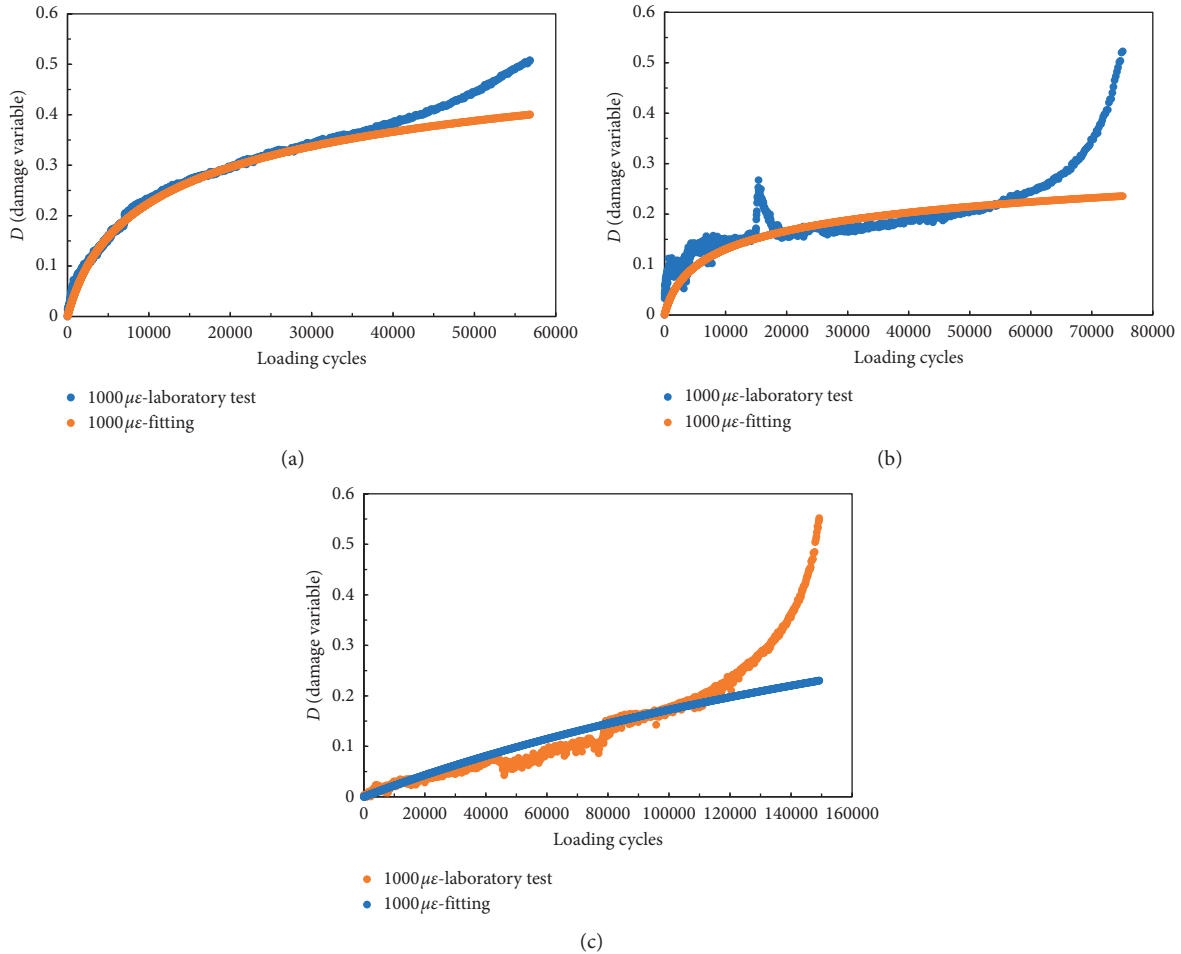 0.6
0.5
0.4
0.3
0.2
0.1
0
D (damage variable)
0 10000 20000 30000 40000 50000 60000
Loading cycles
1000με-laboratory test
1000με-fitting
(a)
0.6
0.5
0.4
0.3
0.2
0.1
0
D (damage variable)
0 10000 20000 30000 40000 50000 60000 70000 80000
Loading cycles
1000με-laboratory test
1000με-fitting
(b)
0.6
0.5
0.4
0.3
0.2
0.1
0
D (damage variable)
0 20000 40000 60000 80000 100000 120000 140000 160000
Loading cycles
1000με-laboratory test
1000με-fitting
(c)